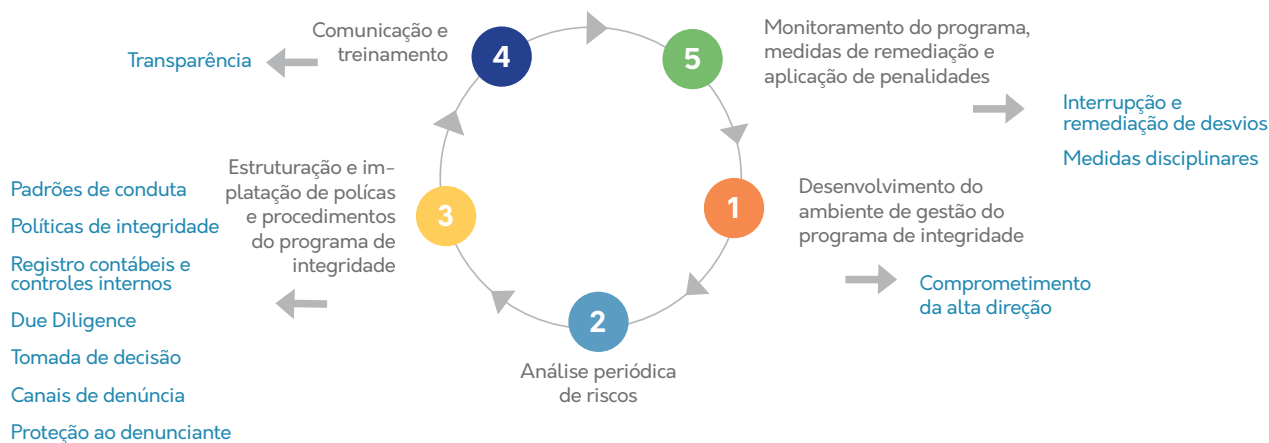 4
Comunicação e
treinamento
Transparência
5
Monitoramento do programa,
medidas de remediação e
aplicação de penalidades
Interrupção e
remediação de desvios
Medidas disciplinares
1
Desenvolvimento do
ambiente de gestão do
programa de integridade
Comprometimento
da alta direção
2
Análise periódica
de riscos
3
Estruturação e im-
platação de polícas
e procedimentos
do programa de
integridade
Padrões de conduta
Políticas de integridade
Registro contábeis e
controles internos
Due Diligence
Tomada de decisão
Canais de denúncia
Proteção ao denunciante